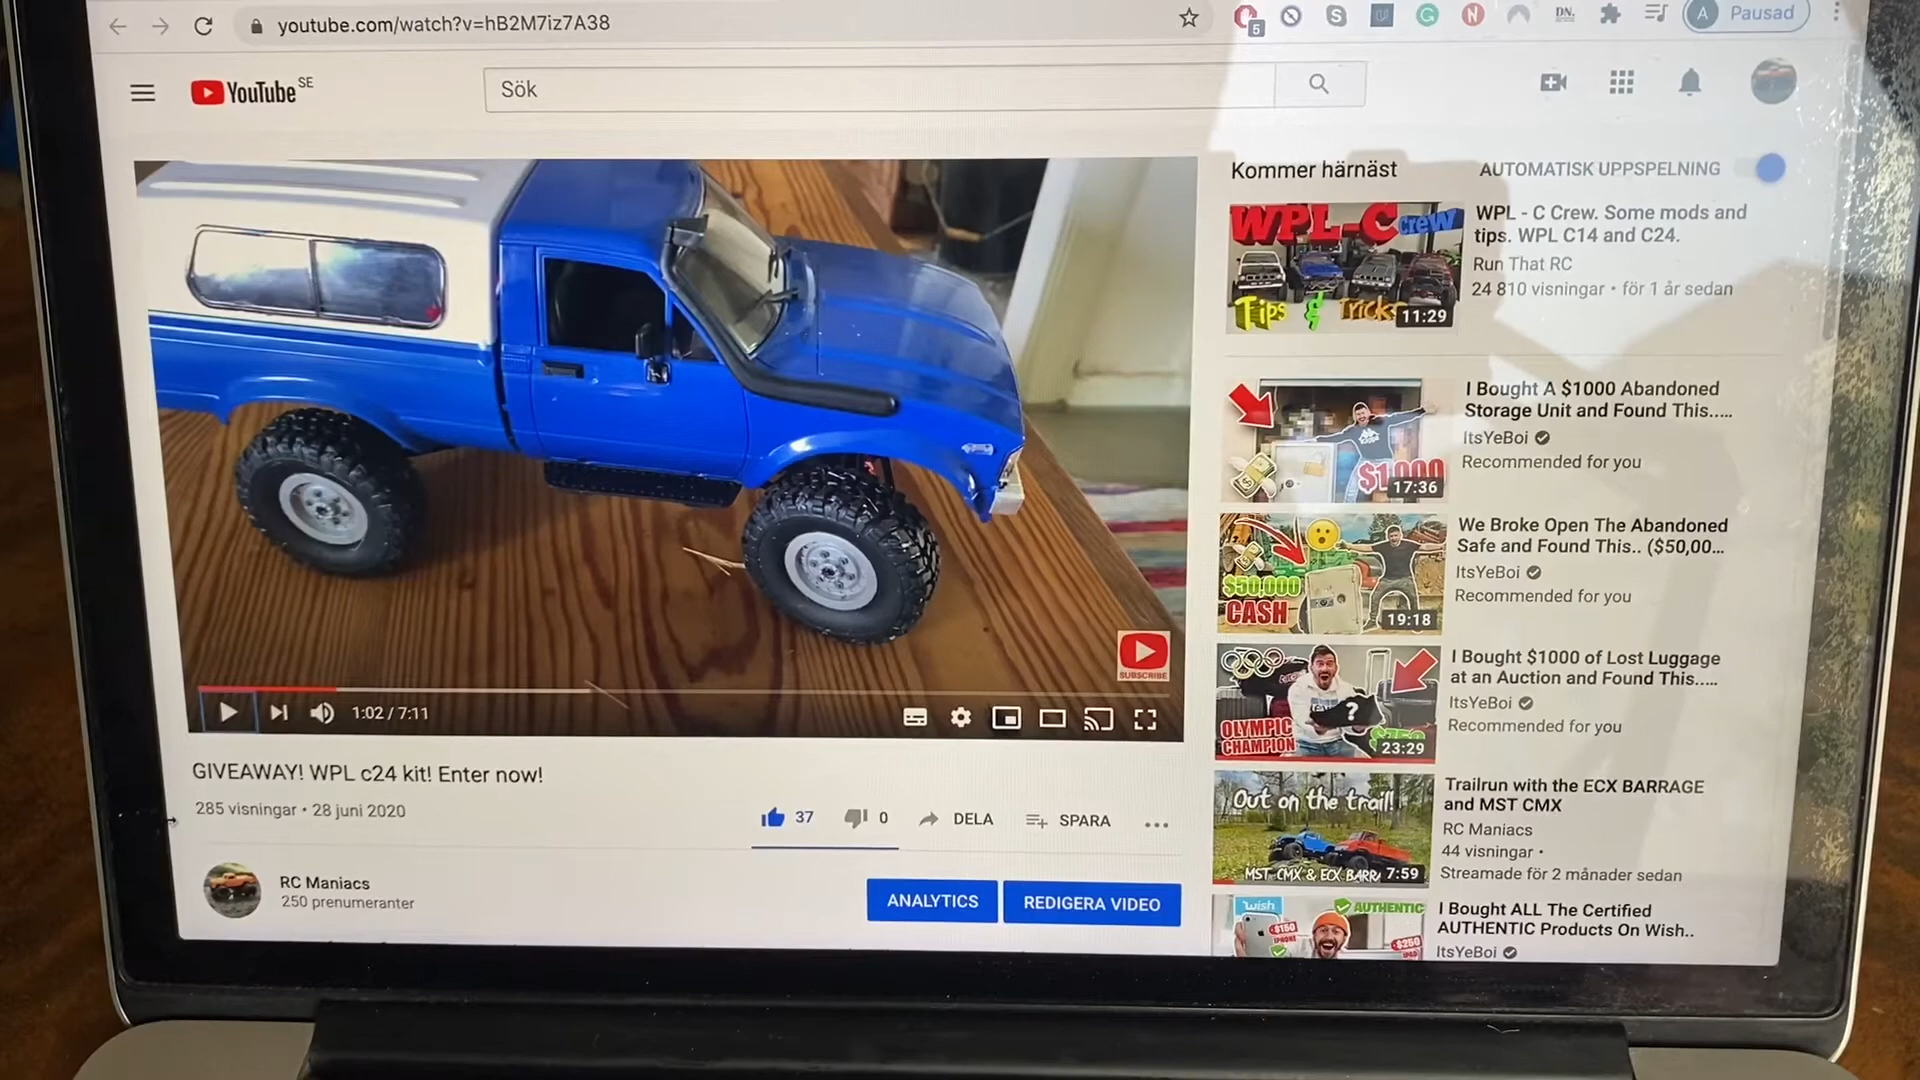 youtube.com/watch?v=hB2M7iz7A38
5
DN.
A Pausad
YouTube SE
Sök
SUBSCRIBE
1:02 / 7:11
GIVEAWAY! WPL c24 kit! Enter now!
285 visningar • 28 juni 2020
37
0
DELA
SPARA
RC Maniacs
250 prenumeranter
ANALYTICS
REDIGERA VIDEO
Kommer härnäst
AUTOMATISK UPPSPELNING
WPL-C Crew
Tips & Tricks
11:29
WPL - C Crew. Some mods and
tips. WPL C14 and C24.
Run That RC
24 810 visningar • för 1 år sedan
$1000
17:36
I Bought A $1000 Abandoned
Storage Unit and Found This.....
ItsYeBoi
Recommended for you
$50,000
CASH
19:18
We Broke Open The Abandoned
Safe and Found This.. ($50,00...
ItsYeBoi
Recommended for you
?
OLYMPIC
CHAMPION
23:29
I Bought $1000 of Lost Luggage
at an Auction and Found This.....
ItsYeBoi
Recommended for you
Out on the trail!
MST CMX & ECX BARRA
7:59
Trailrun with the ECX BARRAGE
and MST CMX
RC Maniacs
44 visningar •
Streamade för 2 månader sedan
wish
AUTHENTIC
$150
IPHONE
$250
I Bought ALL The Certified
AUTHENTIC Products On Wish..
ItsYeBoi